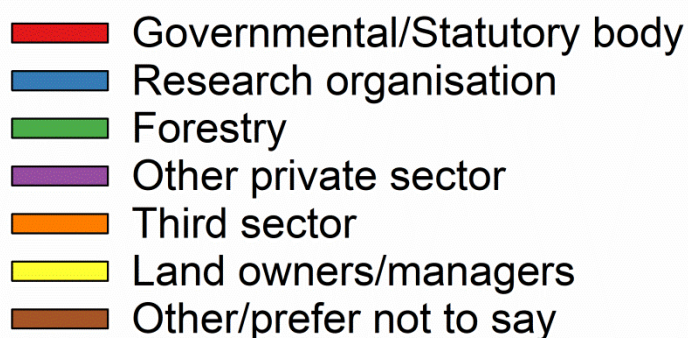 Governmental/Statutory body
Research organisation
Forestry
Other private sector
Third sector
Land owners/managers
Other/prefer not to say